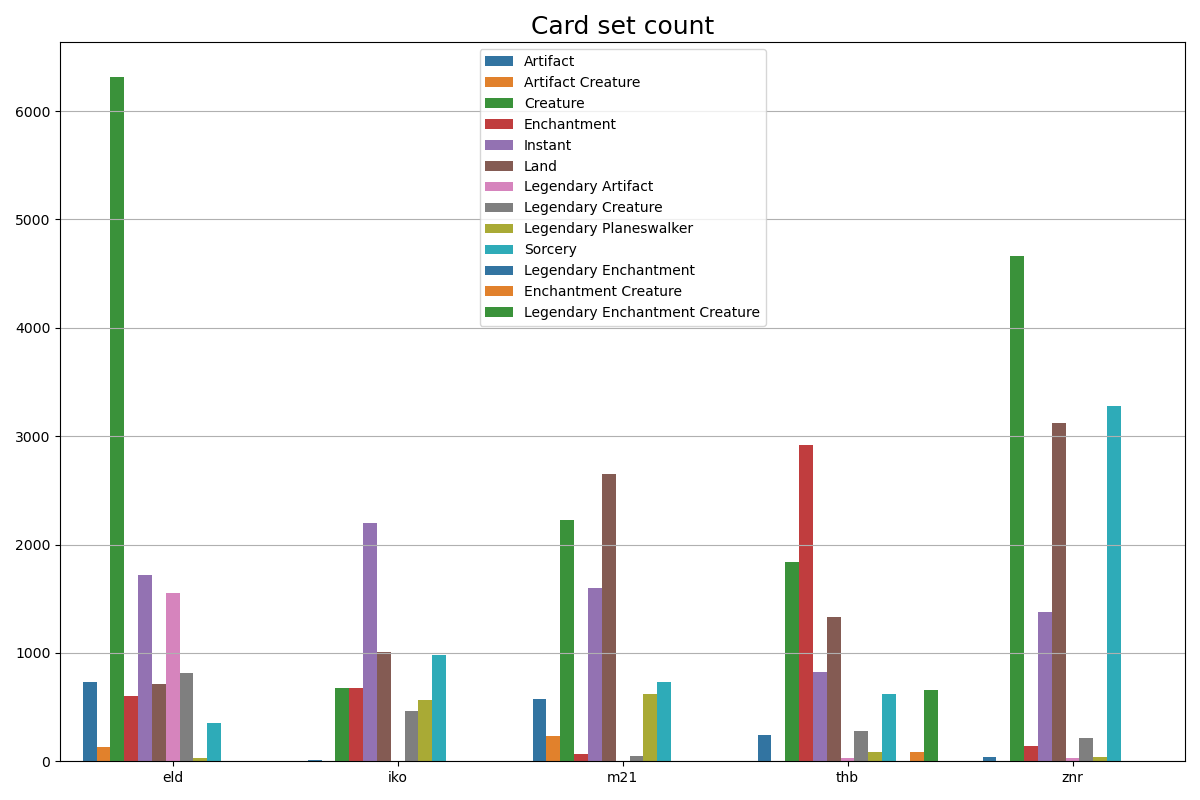 Card set count
6000
5000
4000
3000
2000
1000
0
Artifact
Artifact Creature
Creature
Enchantment
Instant
Land
Legendary Artifact
Legendary Creature
Legendary Planeswalker
Sorcery
Legendary Enchantment
Enchantment Creature
Legendary Enchantment Creature
eld
iko
m21
thb
znr